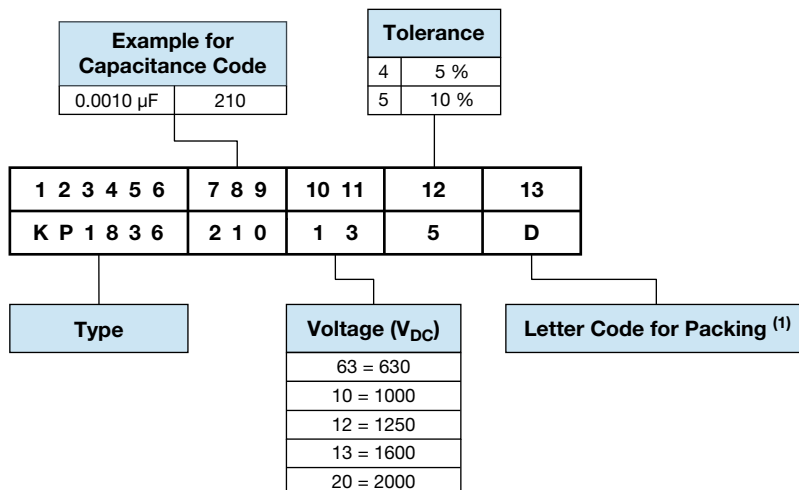 Example for
Capacitance Code
0.0010 µF 210
Tolerance
4 5 %
5 10 %
1 2 3 4 5 6 7 8 9 10 11 12 13
K P 1 8 3 6 2 1 0 1 3 5 D
Type
Voltage (VDC)
63 = 630
10 = 1000
12 = 1250
13 = 1600
20 = 2000
Letter Code for Packing (1)